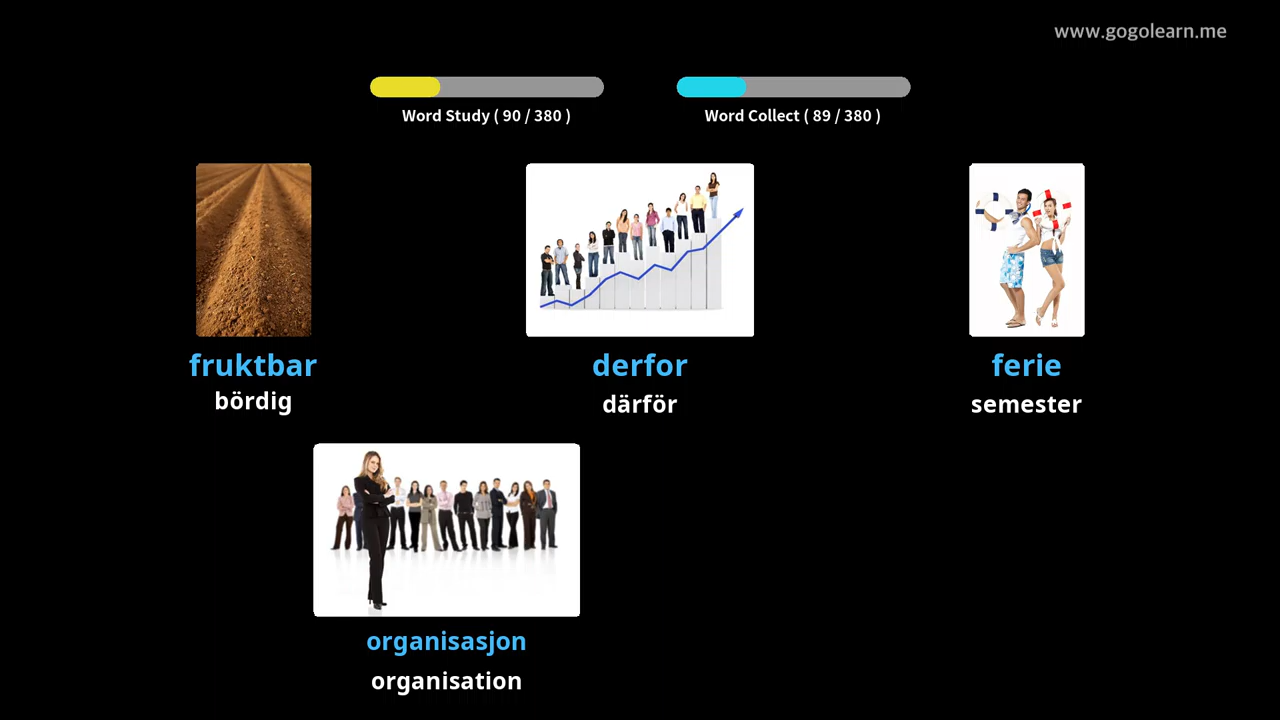 www.gogolearn.me
Word Study ( 90 / 380 )
Word Collect ( 89 / 380 )
fruktbar
bördig
derfor
därför
ferie
semester
organisasjon
organisation